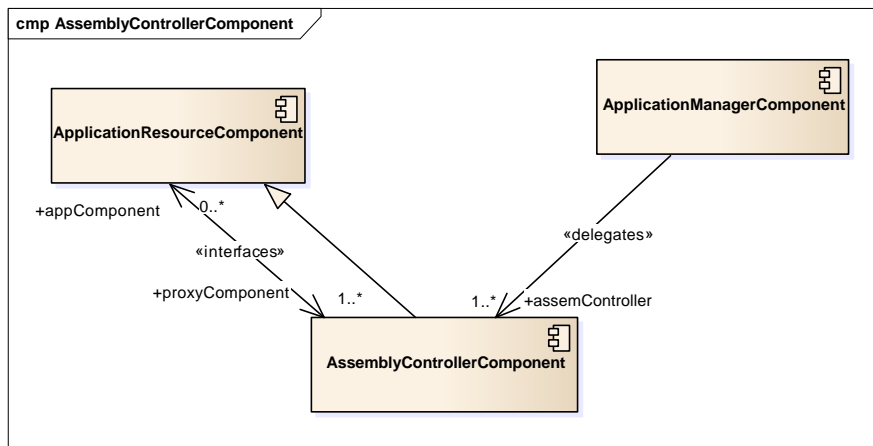 cmp AssemblyControllerComponent
ApplicationResourceComponent
ApplicationManagerComponent
+appComponent
0..*
«interfaces»
«delegates»
+proxyComponent
1..*
1..*
+assemController
AssemblyControllerComponent